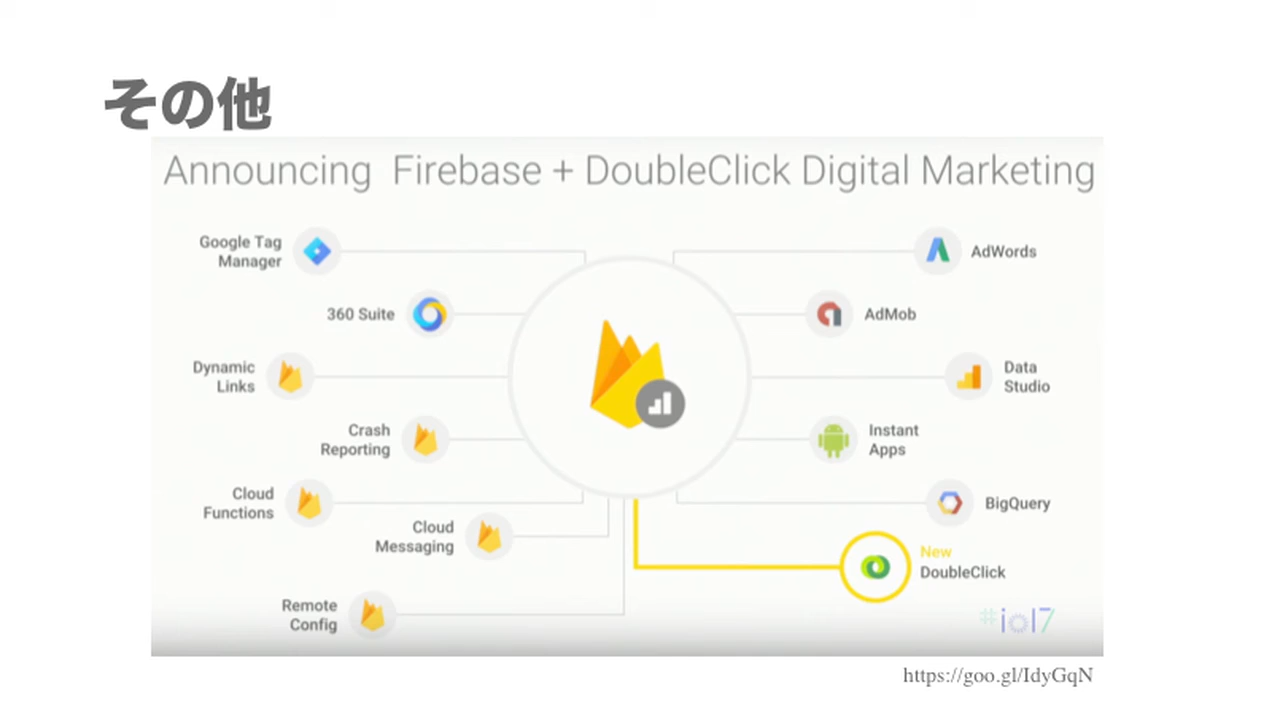 その他
Announcing Firebase + DoubleClick Digital Marketing
Google Tag
Manager
360 Suite
Dynamic
Links
Crash
Reporting
Cloud
Functions
Cloud
Messaging
Remote
Config
AdWords
AdMob
Data
Studio
Instant
Apps
BigQuery
New
DoubleClick
#io17
https://goo.gl/IdyGqN